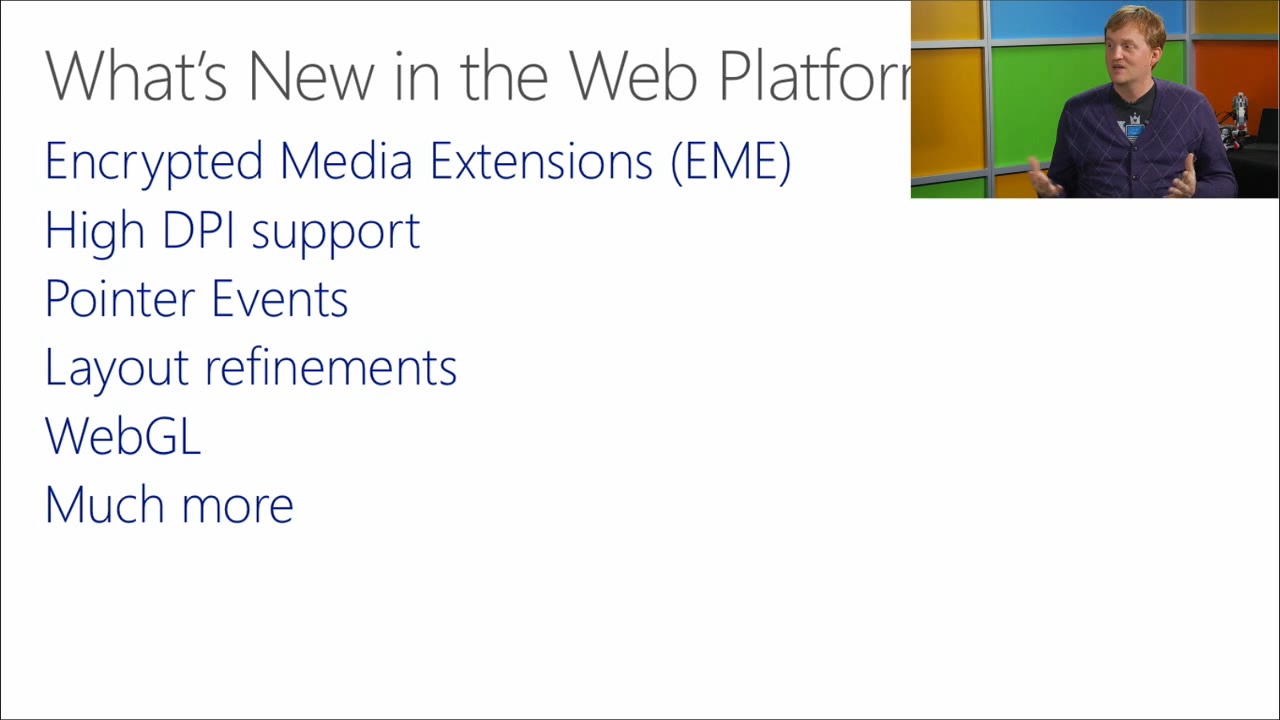 What's New in the Web Platfor
Encrypted Media Extensions (EME)
High DPI support
Pointer Events
Layout refinements
WebGL
Much more